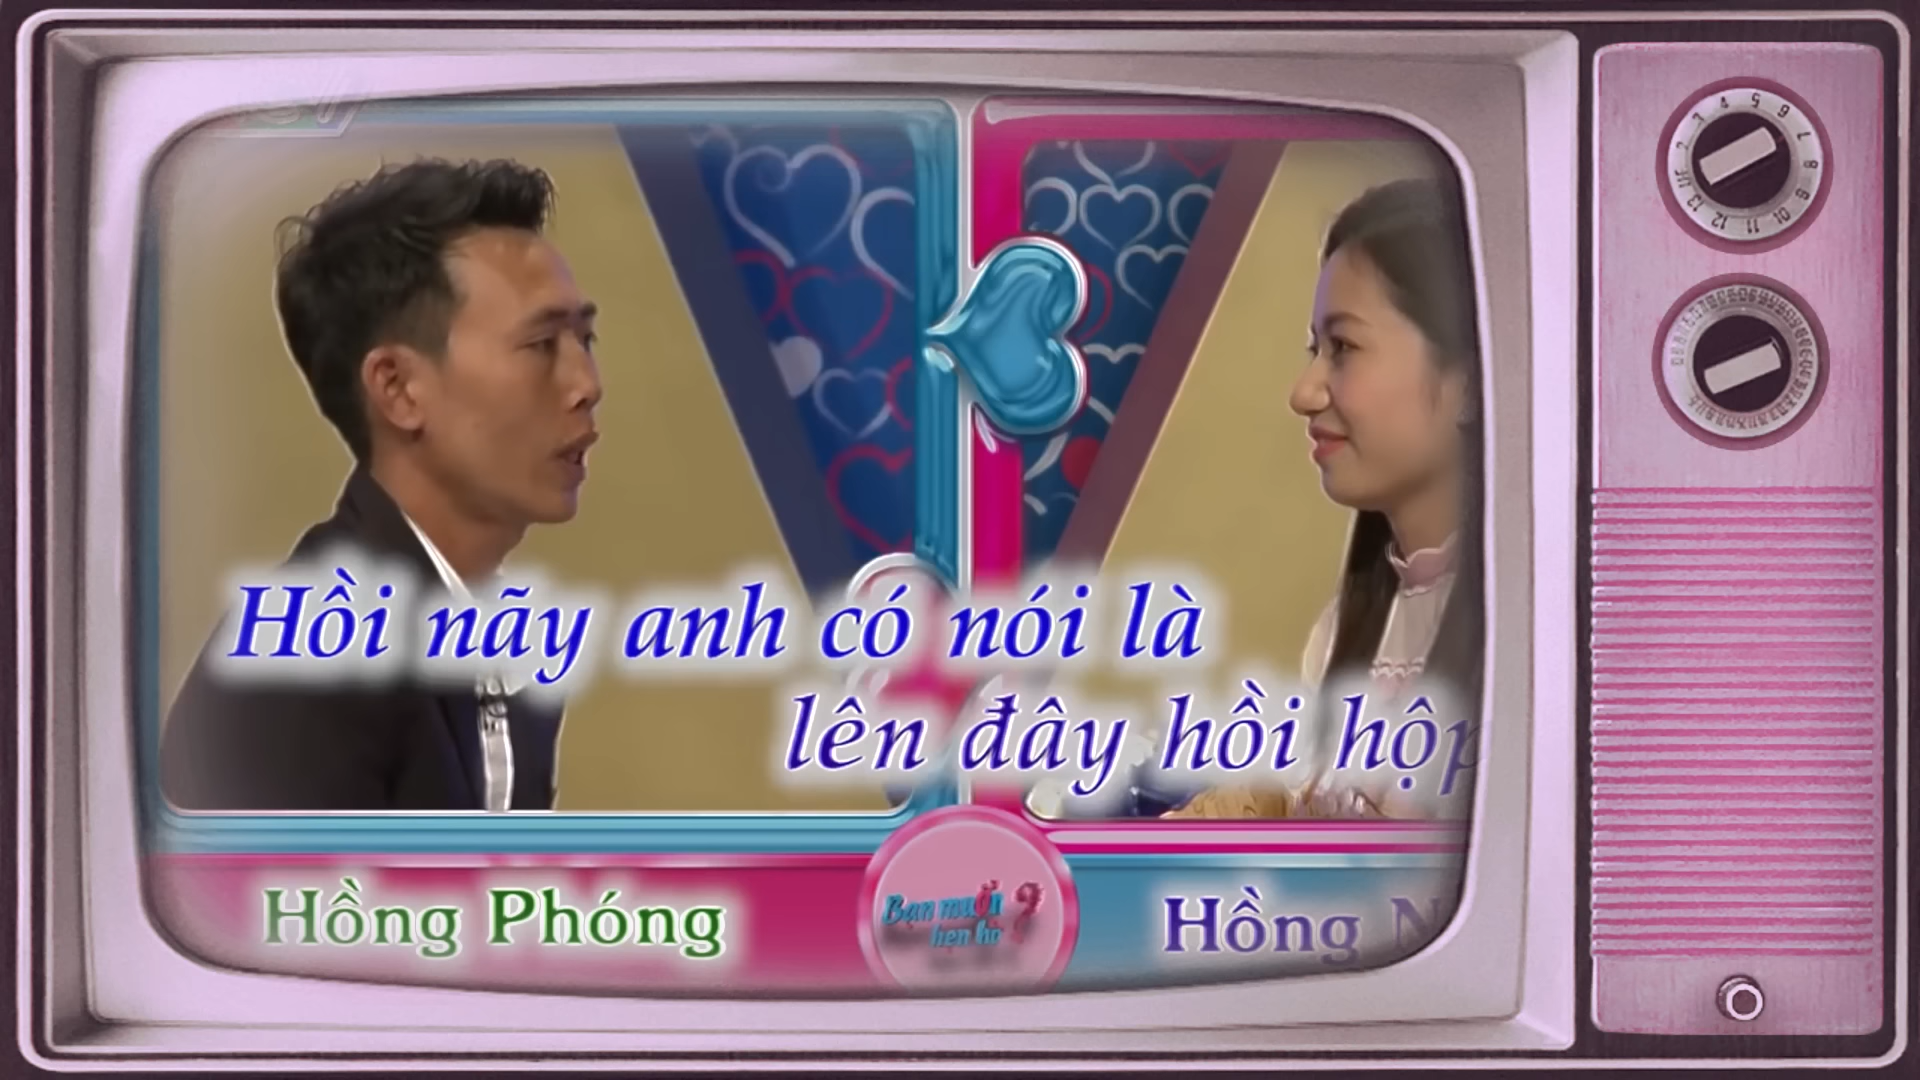 Hồi nãy anh có nói là
lên đây hồi hộp
Hồng Phóng
Bạn muốn
hẹn hò ?
Hồng